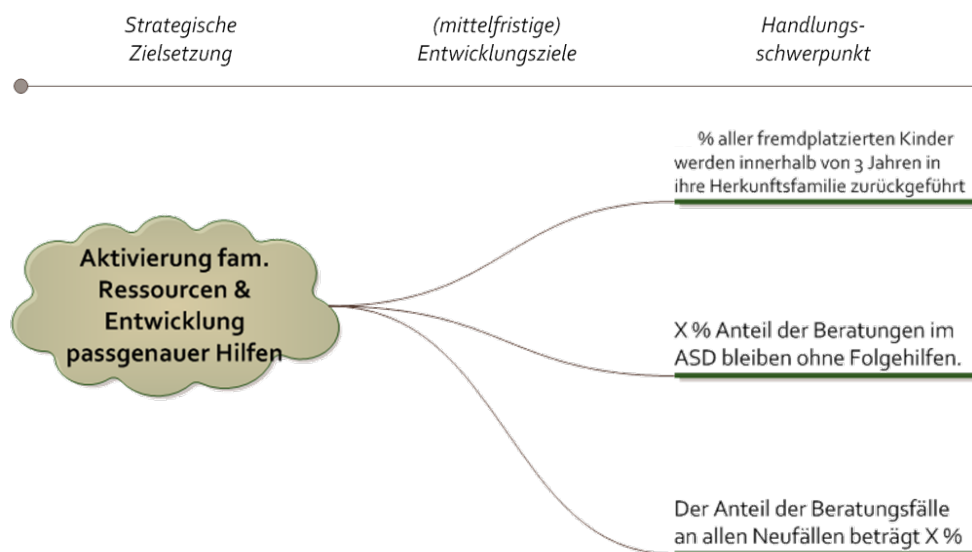 Strategische
Zielsetzung
(mittelfristige)
Entwicklungsziele
Handlungs-
schwerpunkt
% aller fremdplatzierten Kinder
werden innerhalb von 3 Jahren in
ihre Herkunftsfamilie zurückgeführt
Aktivierung fam.
Ressourcen &
Entwicklung
passgenauer Hilfen
X % Anteil der Beratungen im
ASD bleiben ohne Folgehilfen.
Der Anteil der Beratungsfälle
an allen Neufällen beträgt X %